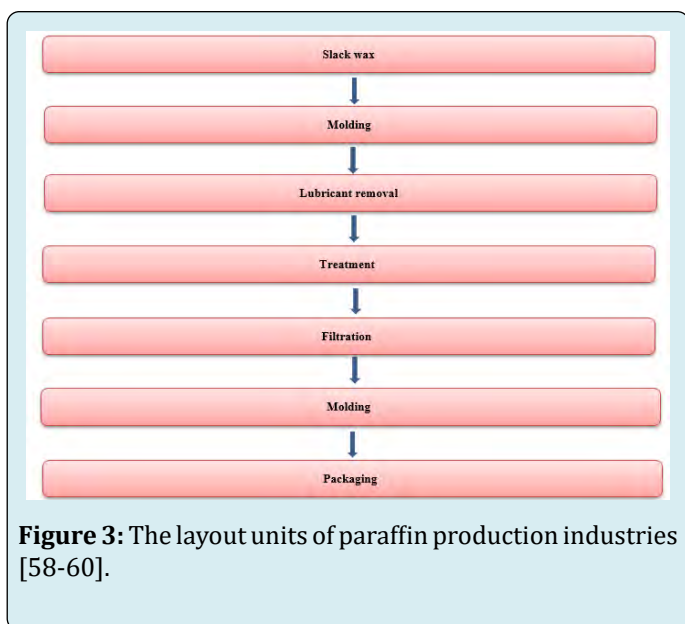 Slack wax
Molding
Lubricant removal
Treatment
Filtration
Molding
Packaging
Figure 3: The layout units of paraffin production industries
[58-60].